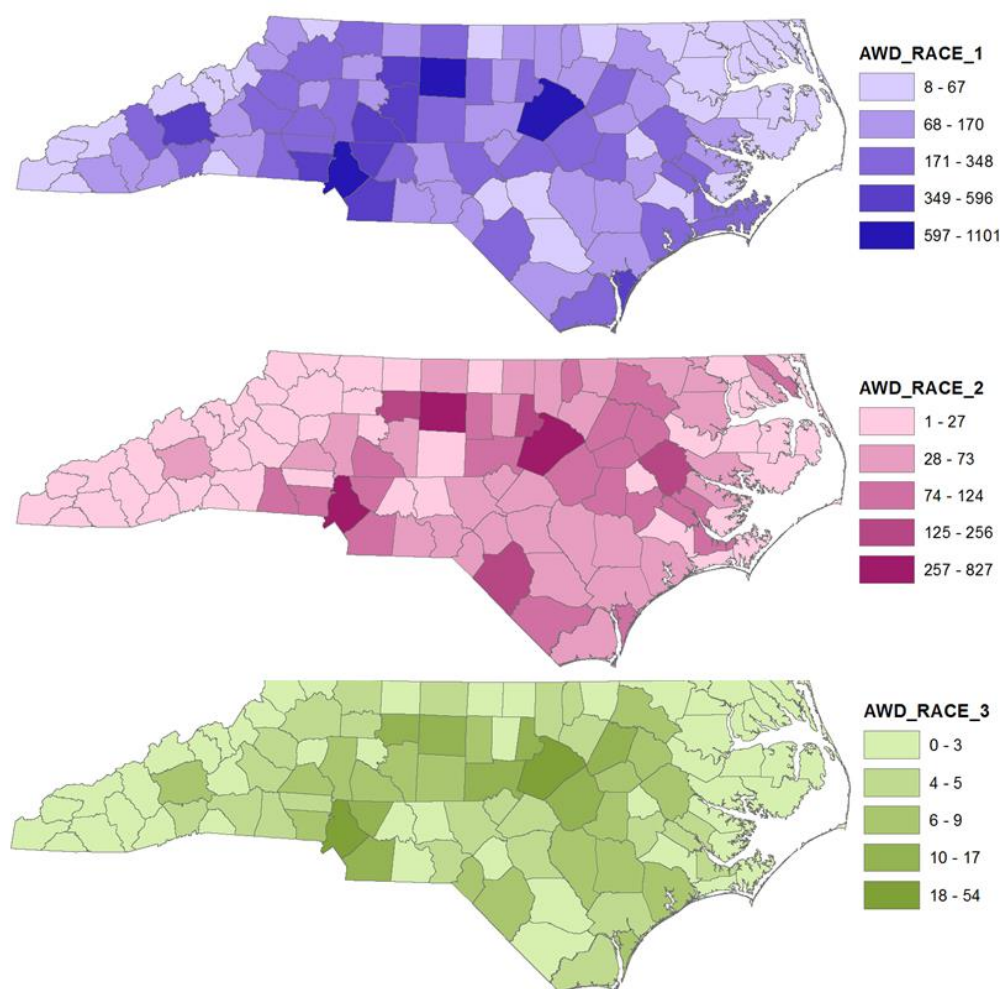 AWD_RACE_1
8 - 67
68 - 170
171 - 348
349 - 596
597 - 1101
AWD_RACE_2
1 - 27
28 - 73
74 - 124
125 - 256
257 - 827
AWD_RACE_3
0 - 3
4 - 5
6 - 9
10 - 17
18 - 54